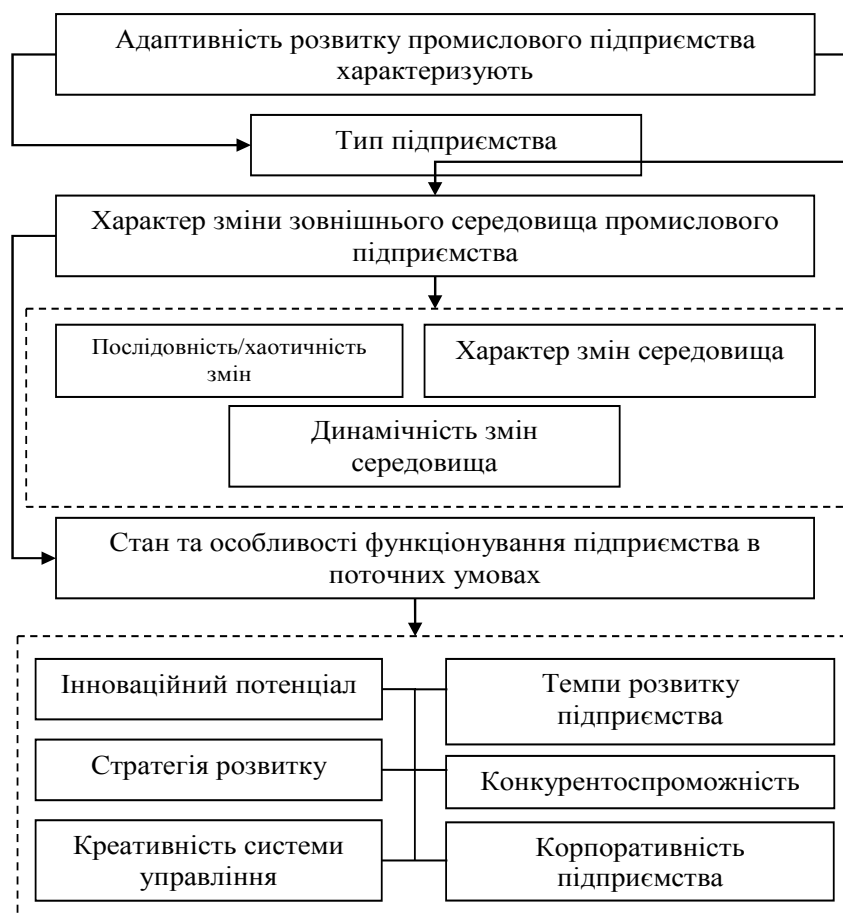 Адаптивність розвитку промислового підприємства
характеризують
Тип підприємства
Характер зміни зовнішнього середовища промислового
підприємства
Послідовність/хаотичність
змін
Характер змін середовища
Динамічність змін
середовища
Стан та особливості функціонування підприємства в
поточних умовах
Інноваційний потенціал
Темпи розвитку
підприємства
Стратегія розвитку
Конкурентоспроможність
Креативність системи
управління
Корпоративність
підприємства